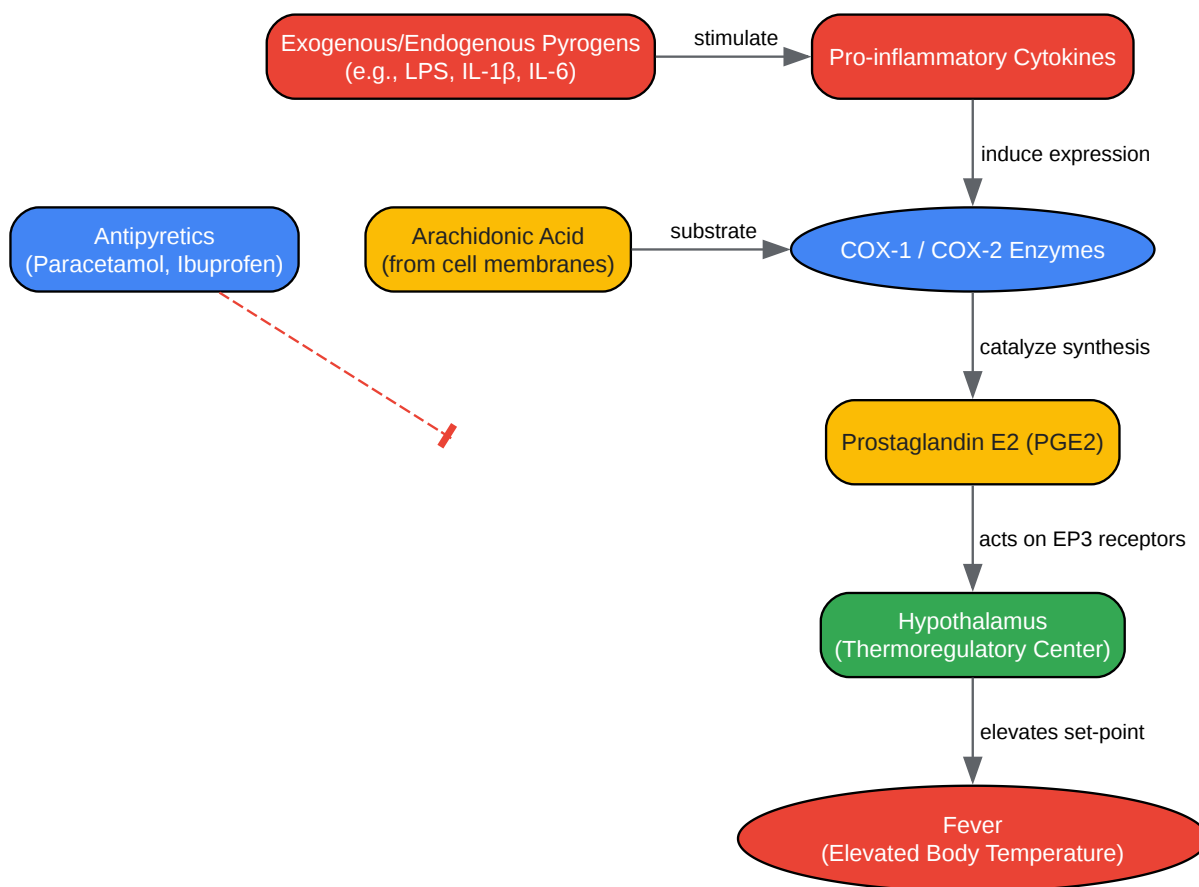 Exogenous/Endogenous Pyrogens
(e.g., LPS, IL-1β, IL-6)
stimulate
Pro-inflammatory Cytokines
induce expression
Antipyretics
(Paracetamol, Ibuprofen)
Arachidonic Acid
(from cell membranes)
substrate
COX-1 / COX-2 Enzymes
catalyze synthesis
Prostaglandin E2 (PGE2)
acts on EP3 receptors
Hypothalamus
(Thermoregulatory Center)
elevates set-point
Fever
(Elevated Body Temperature)